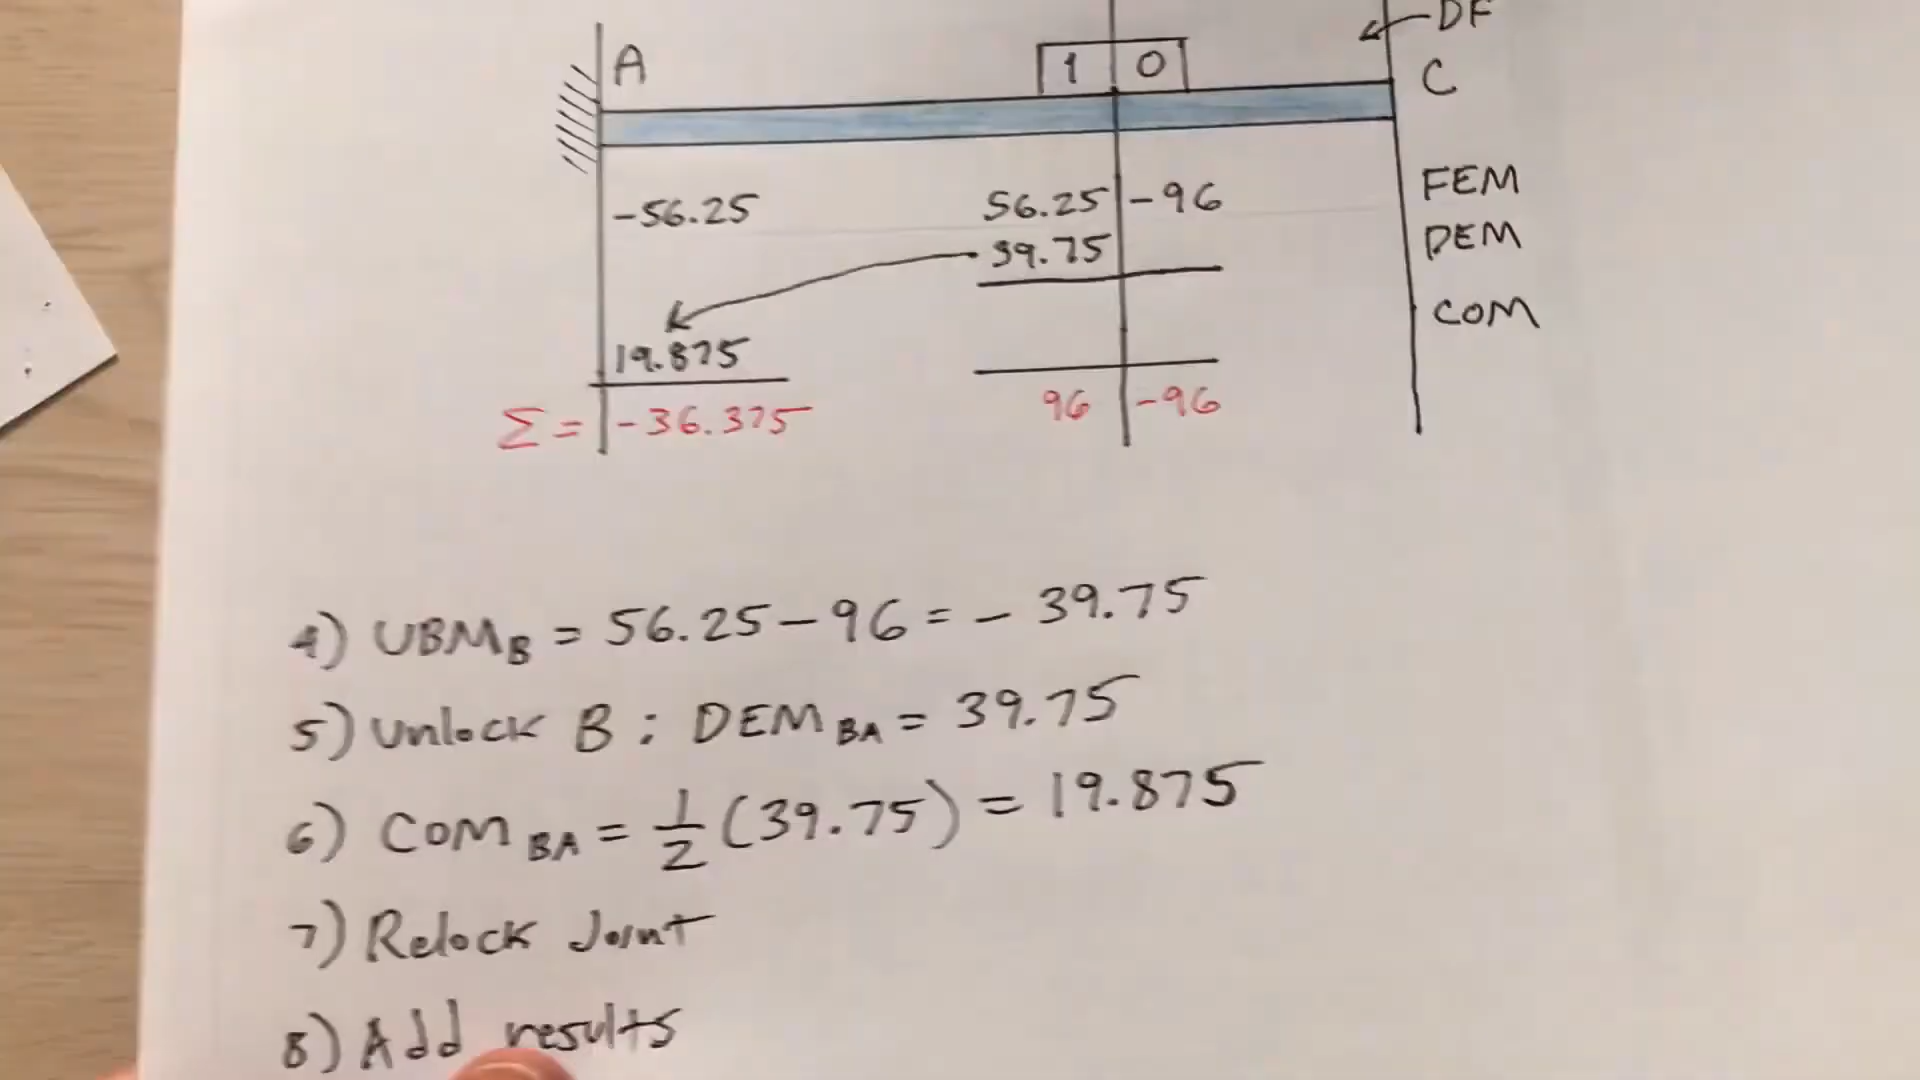 DF
A 1 0 C
-56.25 56.25 -96 FEM
39.75 DEM
COM
19.875
Σ = -36.375 96 -96
4) UBM_B = 56.25 - 96 = - 39.75
5) Unlock B : DEM_BA = 39.75
6) COM_BA = 1/2 (39.75) = 19.875
7) Relock Joint
8) Add results